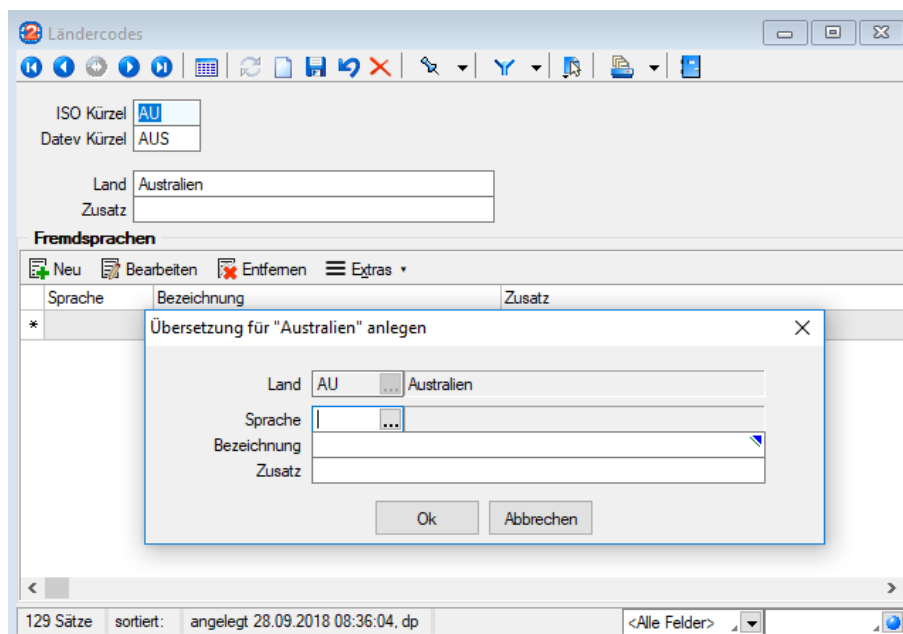 Ländercodes
ISO Kürzel AU
Datev Kürzel AUS
Land Australien
Zusatz
Fremdsprachen
Neu Bearbeiten Entfernen Extras
Sprache Bezeichnung Zusatz
*
Übersetzung für "Australien" anlegen
Land AU ... Australien
Sprache ...
Bezeichnung
Zusatz
Ok Abbrechen
129 Sätze sortiert: angelegt 28.09.2018 08:36:04, dp <Alle Felder>